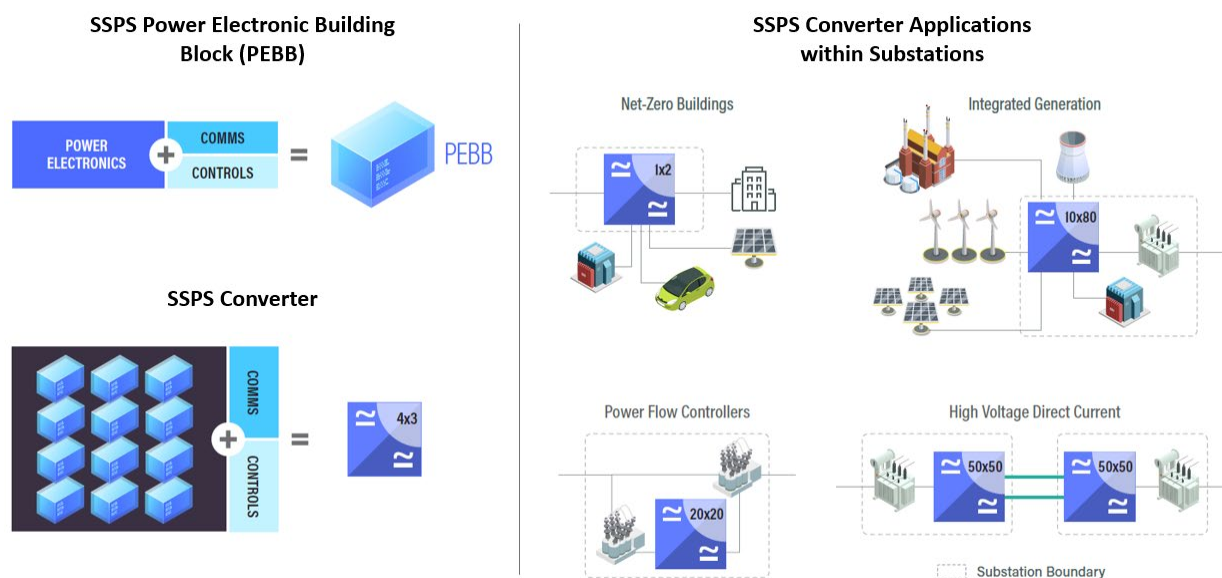 SSPS Power Electronic Building
Block (PEBB)
POWER
ELECTRONICS
COMMS
CONTROLS
PEBB
SSPS Converter
COMMS
CONTROLS
4x3
SSPS Converter Applications
within Substations
Net-Zero Buildings
1x2
Integrated Generation
10x80
Power Flow Controllers
20x20
High Voltage Direct Current
50x50
50x50
Substation Boundary